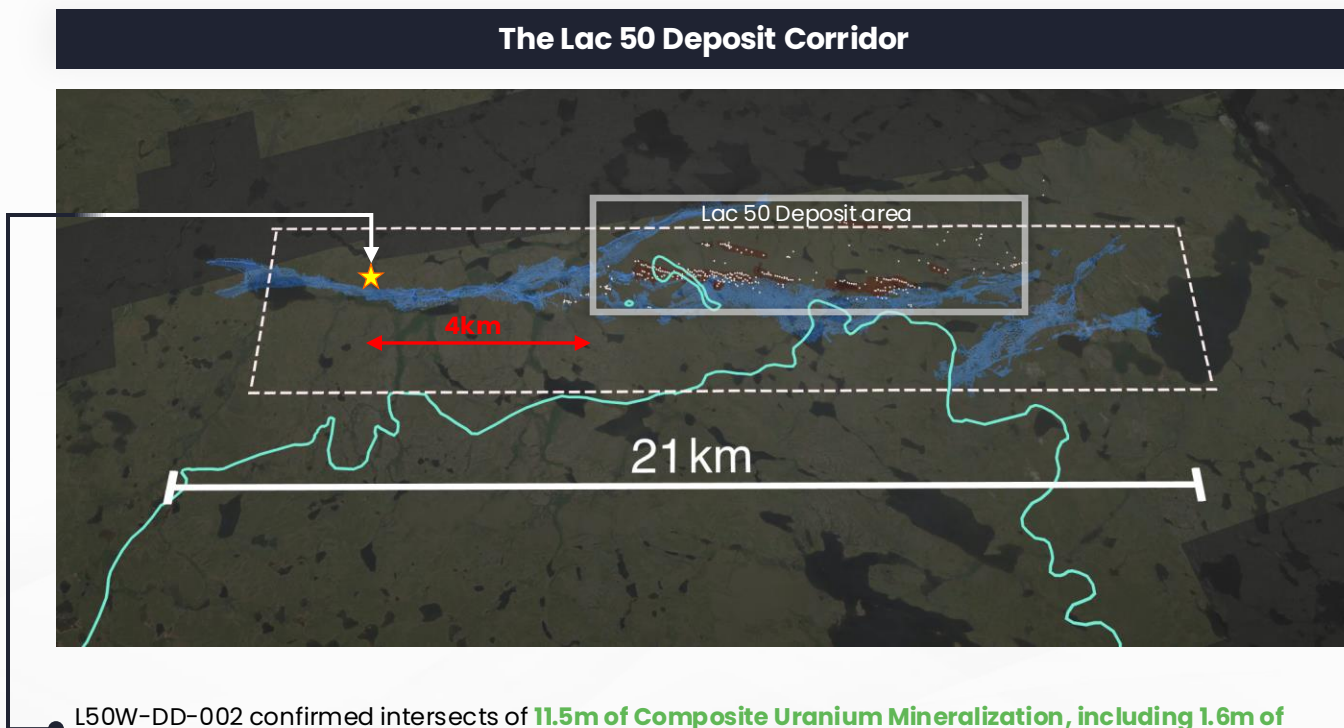 The Lac 50 Deposit Corridor
Lac 50 Deposit area
4km
21km
L50W-DD-002 confirmed intersects of 11.5m of Composite Uranium Mineralization, including 1.6m of